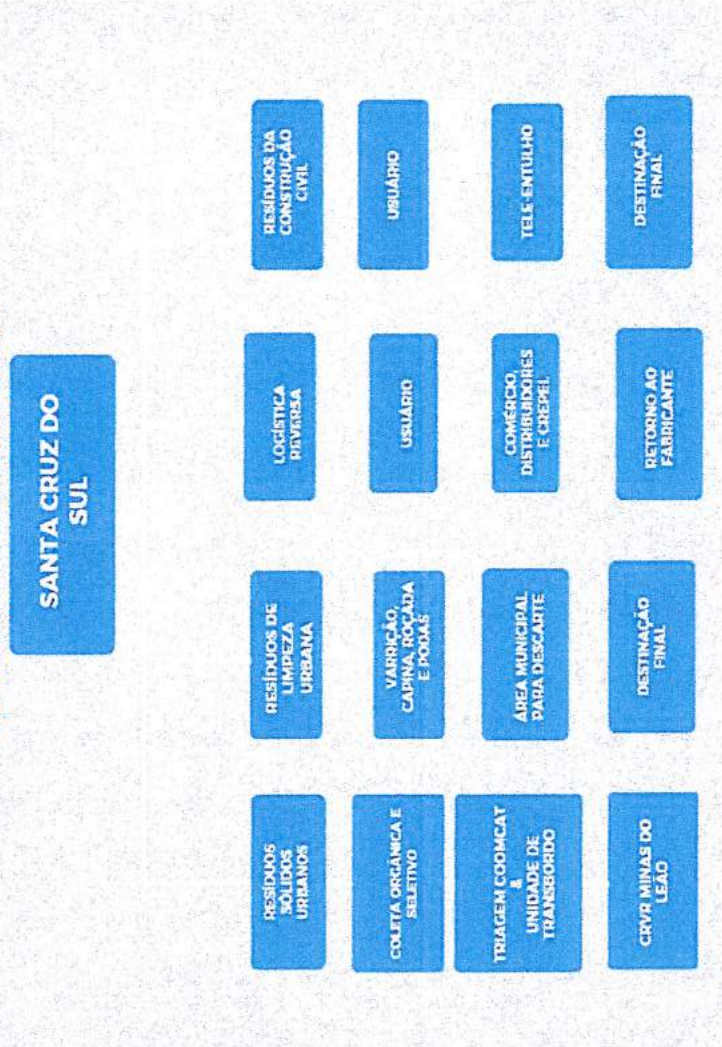 SANTA CRUZ DO
SUL
RESÍDUOS
SÓLIDOS
URBANOS
COLETA ORGÂNICA E
SELETIVO
TRIAGEM COOMCAT
&
UNIDADE DE
TRANSBORDO
CRVR MINAS DO
LEÃO
RESÍDUOS DE
LIMPEZA
URBANA
VARRIÇÃO,
CAPINA, ROÇADA
E PODAS
ÁREA MUNICIPAL
PARA DESCARTE
DESTINAÇÃO
FINAL
LOGÍSTICA
REVERSA
USUÁRIO
COMÉRCIO,
DISTRIBUIDORES
E CREPEL
RETORNO AO
FABRICANTE
RESÍDUOS DA
CONSTRUÇÃO
CIVIL
USUÁRIO
TELE-ENTULHO
DESTINAÇÃO
FINAL